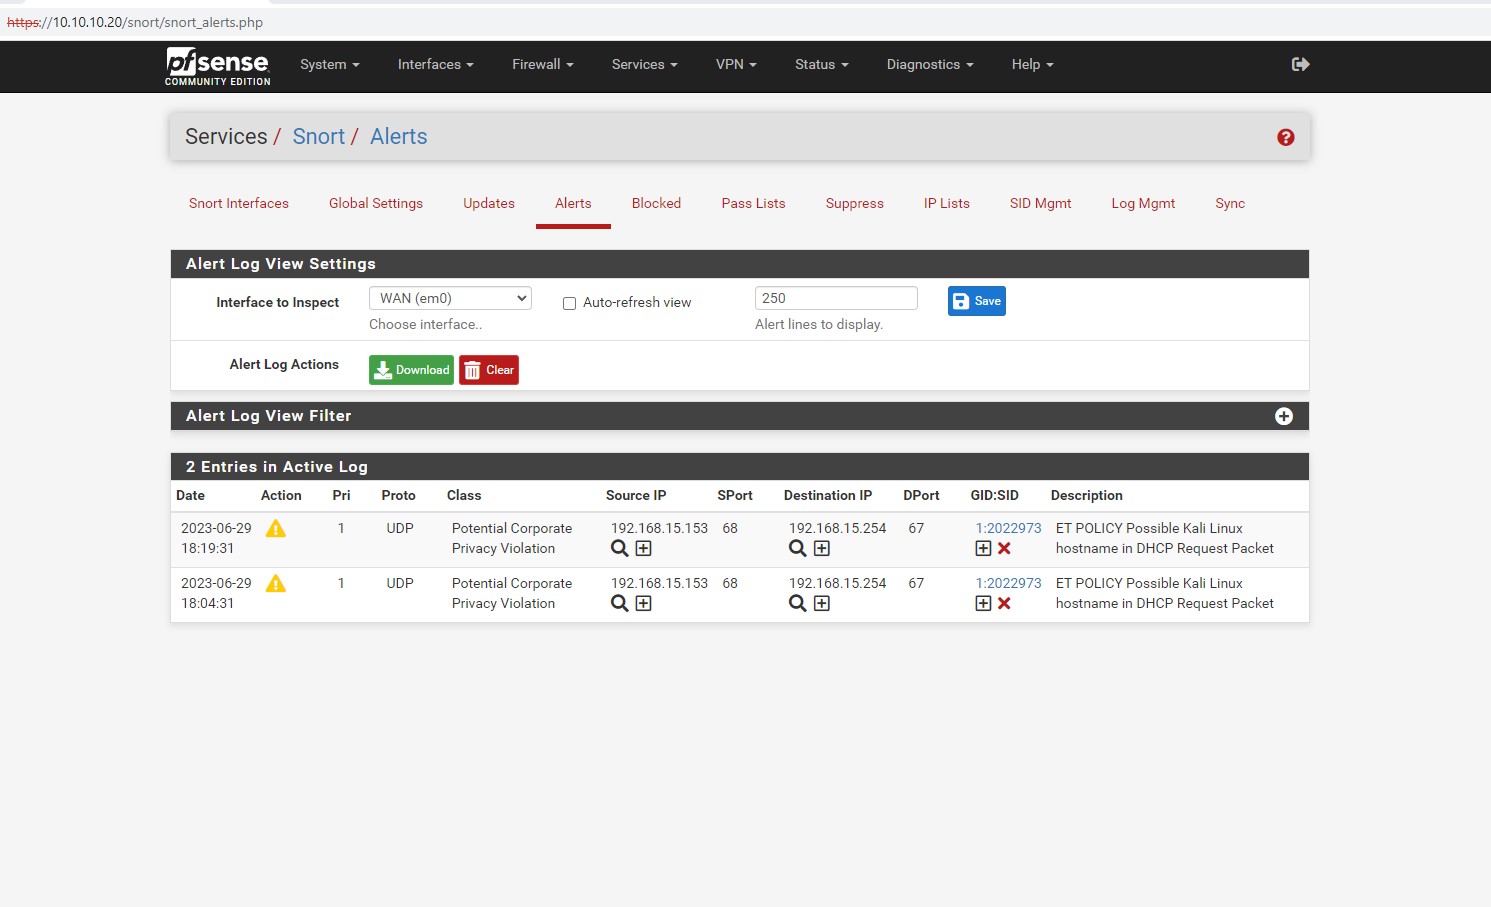 https://10.10.10.20/snort/snort_alerts.php
pfsense
COMMUNITY EDITION
System Interfaces Firewall Services VPN Status Diagnostics Help
Services / Snort / Alerts
Snort Interfaces Global Settings Updates Alerts Blocked Pass Lists Suppress IP Lists SID Mgmt Log Mgmt Sync
Alert Log View Settings
Interface to Inspect WAN (em0) Auto-refresh view 250 Save
Choose interface.. Alert lines to display.
Alert Log Actions Download Clear
Alert Log View Filter
2 Entries in Active Log
Date Action Pri Proto Class Source IP SPort Destination IP DPort GID:SID Description
2023-06-29 1 UDP Potential Corporate 192.168.15.153 68 192.168.15.254 67 1:2022973 ET POLICY Possible Kali Linux
18:19:31 Privacy Violation hostname in DHCP Request Packet
2023-06-29 1 UDP Potential Corporate 192.168.15.153 68 192.168.15.254 67 1:2022973 ET POLICY Possible Kali Linux
18:04:31 Privacy Violation hostname in DHCP Request Packet